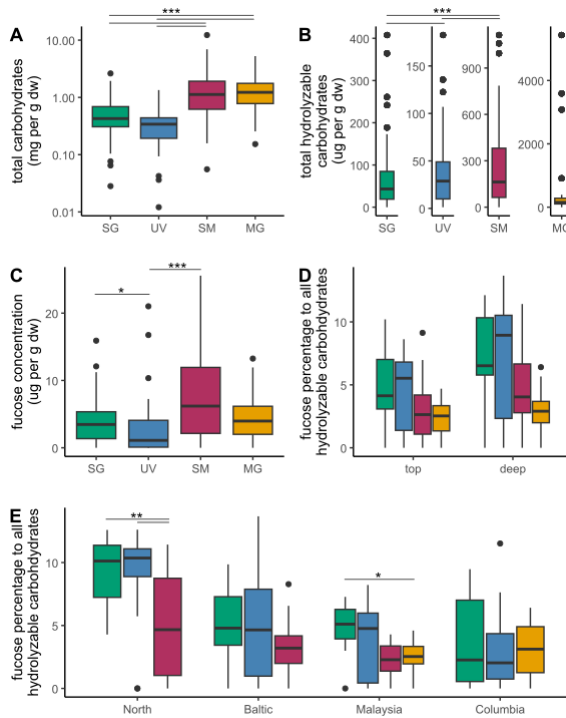 A
***
total carbohydrates
(mg per g dw)
10.00
1.00
0.10
0.01
SG UV SM MG
B
***
total hydrolyzable
carbohydrates
(ug per g dw)
400
300
200
100
0
150
100
50
0
900
600
300
0
4000
2000
0
SG UV SM
C
*
***
fucose concentration
(ug per g dw)
20
10
0
SG UV SM MG
D
fucose percentage to all
hydrolyzable carbohdydrates
10
5
0
top deep
E
**
*
fucose percentage to all
hydrolyzable carbohdydrates
10
5
0
North Baltic Malaysia Columbia